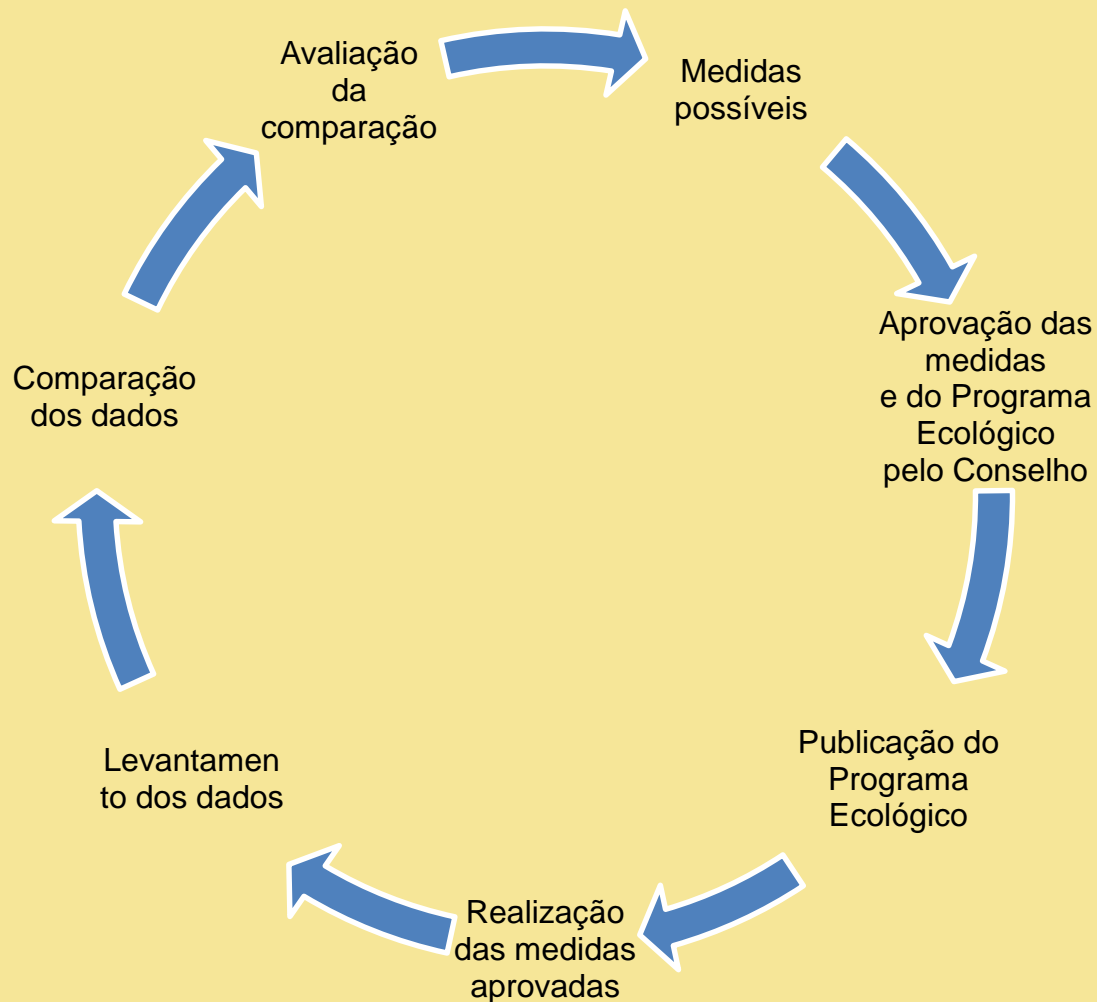 Avaliação
da
comparação
Medidas
possíveis
Aprovação das
medidas
e do Programa
Ecológico
pelo Conselho
Publicação do
Programa
Ecológico
Realização
das medidas
aprovadas
Levantamen
to dos dados
Comparação
dos dados